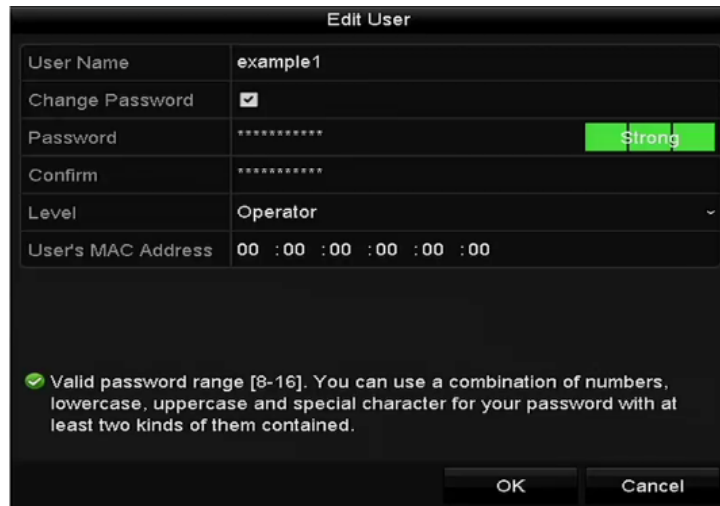 Edit User
User Name example1
Change Password
Password *********** Strong
Confirm ***********
Level Operator
User's MAC Address 00 :00 :00 :00 :00 :00
Valid password range [8-16]. You can use a combination of numbers,
lowercase, uppercase and special character for your password with at
least two kinds of them contained.
OK Cancel